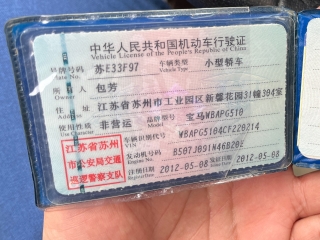 中华人民共和国机动车行驶证
Vehicle License of the People's Republic of China
号牌号码 苏E33F97 车辆类型 小型轿车
Vehicle Type
所有人 包芳
Owner
住址 江苏省苏州市工业园区新馨花园31幢304室
Address
使用性质 非营运 品牌型号 宝马WBAPG510
Use Character Model
车辆识别代号 WBAPG5104CF220214
VIN
江苏省苏州
市公安局交通
巡逻警察支队
发动机号码 B507J091N46B20E
Engine No.
注册日期 2012-05-08 发证日期 2012-05-08
Register Date Issue Date